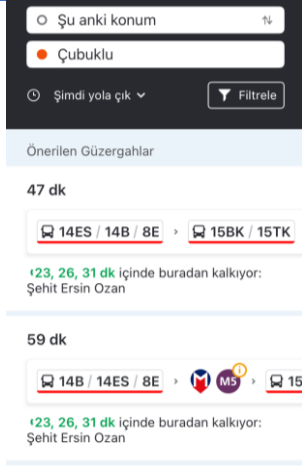 Şu anki konum
Çubuklu
Şimdi yola çık
Filtrele
Önerilen Güzergahlar
47 dk
14ES / 14B / 8E > 15BK / 15TK
23, 26, 31 dk içinde buradan kalkıyor:
Şehit Ersin Ozan
59 dk
14B / 14ES / 8E > M M5 > 15
23, 26, 31 dk içinde buradan kalkıyor:
Şehit Ersin Ozan